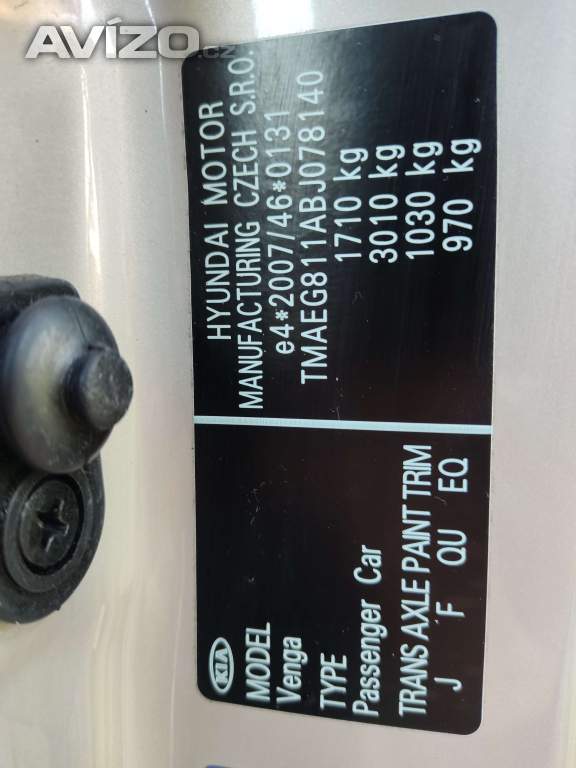 AVÍZO.CZ
HYUNDAI MOTOR
MANUFACTURING CZECH S.R.O.
e4*2007/46*0131
TMAEG811ABJ078140
1710 kg
3010 kg
1030 kg
970 kg
KIA
MODEL
Venga
TYPE
Passenger Car
TRANS AXLE PAINT TRIM
J F QU EQ